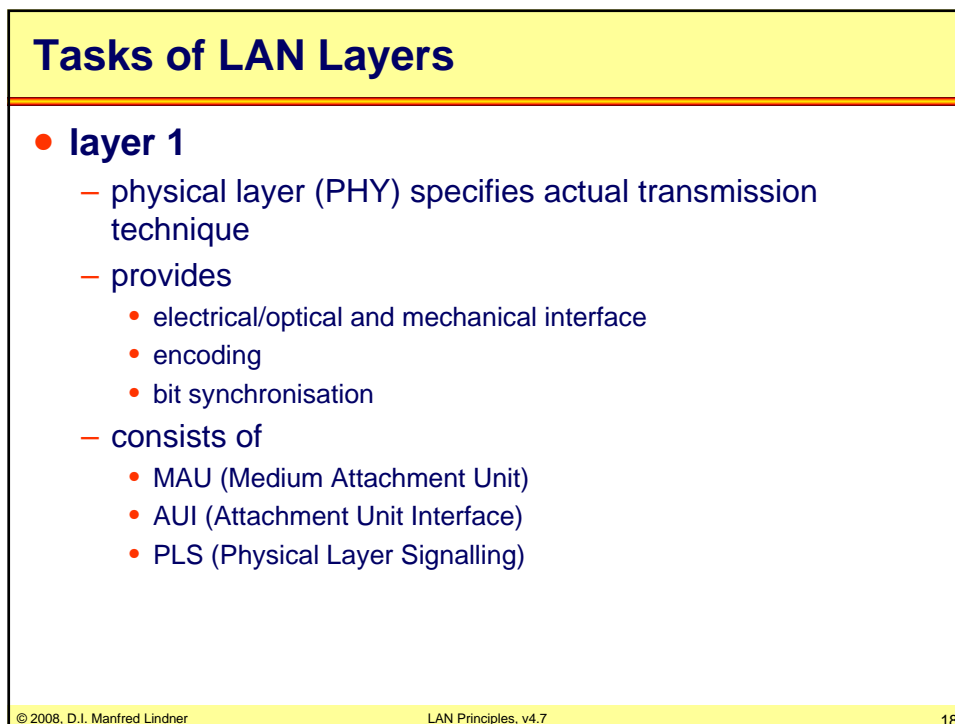 Tasks of LAN Layers
• layer 1
– physical layer (PHY) specifies actual transmission
technique
– provides
• electrical/optical and mechanical interface
• encoding
• bit synchronisation
– consists of
• MAU (Medium Attachment Unit)
• AUI (Attachment Unit Interface)
• PLS (Physical Layer Signalling)
© 2008, D.I. Manfred Lindner LAN Principles, v4.7 18